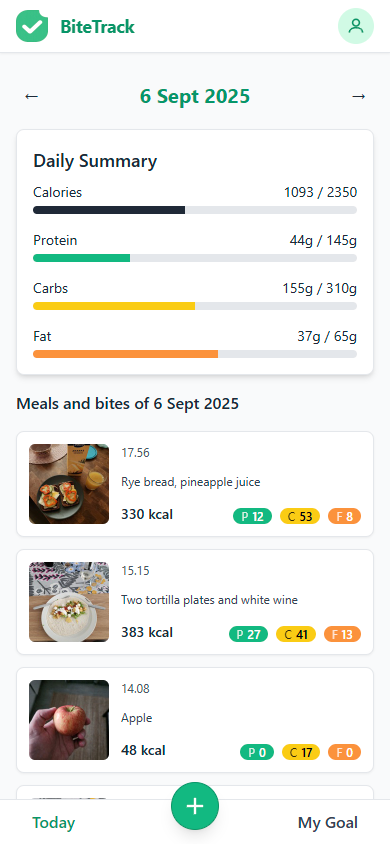 BiteTrack
← 6 Sept 2025 →
Daily Summary
Calories 1093 / 2350
Protein 44g / 145g
Carbs 155g / 310g
Fat 37g / 65g
Meals and bites of 6 Sept 2025
17.56
Rye bread, pineapple juice
330 kcal P 12 C 53 F 8
15.15
Two tortilla plates and white wine
383 kcal P 27 C 41 F 13
14.08
Apple
48 kcal P 0 C 17 F 0
+
Today My Goal